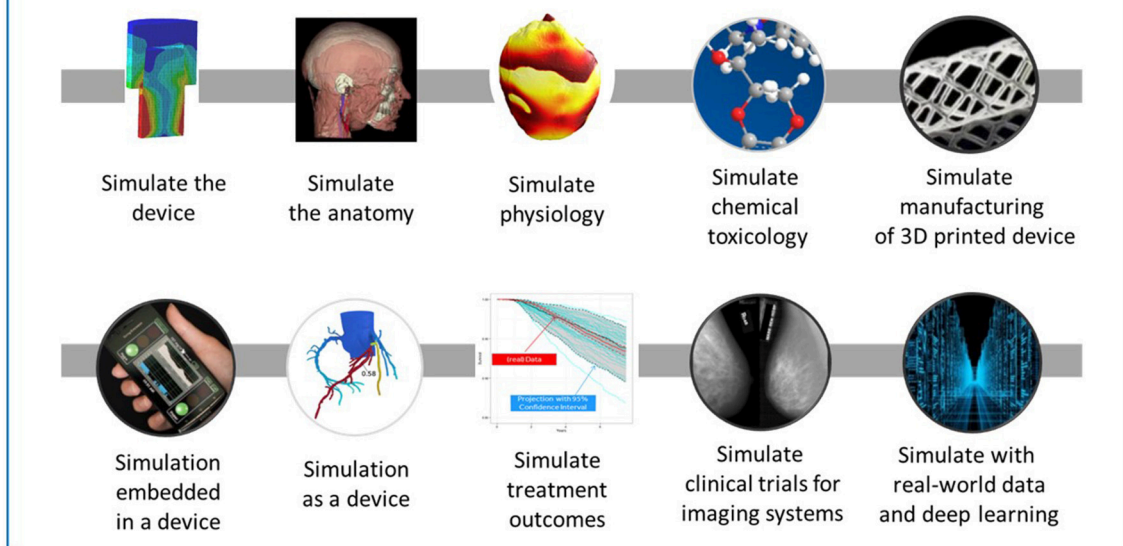 Simulate the
device
Simulate
the anatomy
Simulate
physiology
Simulate
chemical
toxicology
Simulate
manufacturing
of 3D printed device
Simulation
embedded
in a device
0.58
Simulation
as a device
(real) Data
Projection with 95%
Confidence Interval
Years
Simulate
treatment
outcomes
Simulate
clinical trials for
imaging systems
Simulate with
real-world data
and deep learning